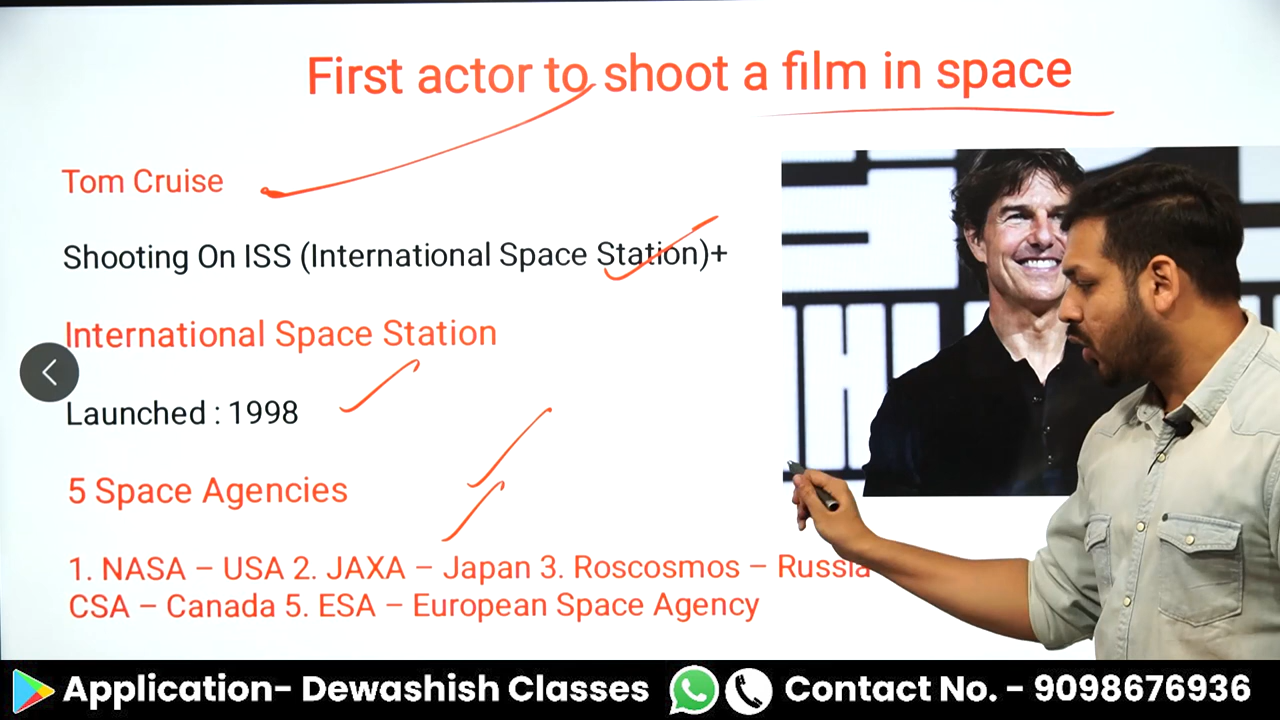 First actor to shoot a film in space
Tom Cruise
Shooting On ISS (International Space Station)+
International Space Station
Launched : 1998
5 Space Agencies
1. NASA – USA 2. JAXA – Japan 3. Roscosmos – Russia
CSA – Canada 5. ESA – European Space Agency
Application- Dewashish Classes Contact No. - 9098676936